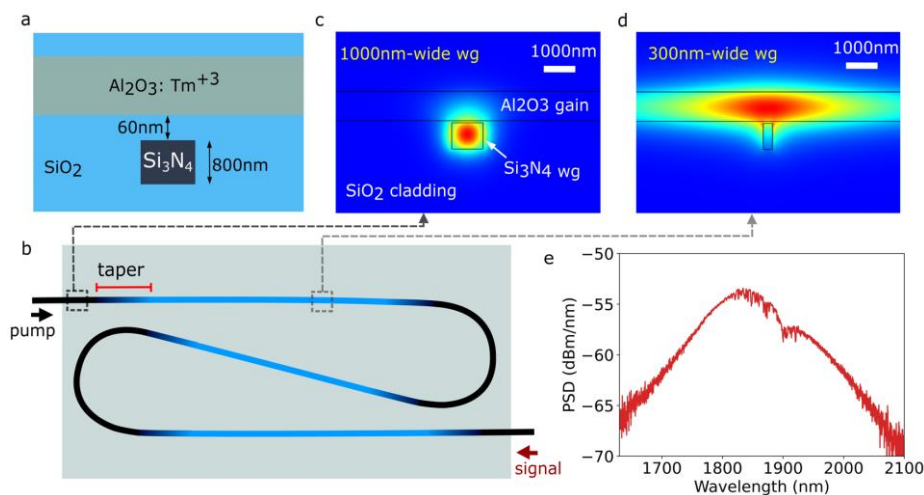 a
Al₂O₃: Tm⁺³
60nm
Si₃N₄
800nm
SiO₂
c
1000nm-wide wg
1000nm
Al2O3 gain
Si₃N₄ wg
SiO₂ cladding
d
300nm-wide wg
1000nm
b
taper
pump
signal
e
PSD (dBm/nm)
−50
−55
−60
−65
−70
1700 1800 1900 2000 2100
Wavelength (nm)